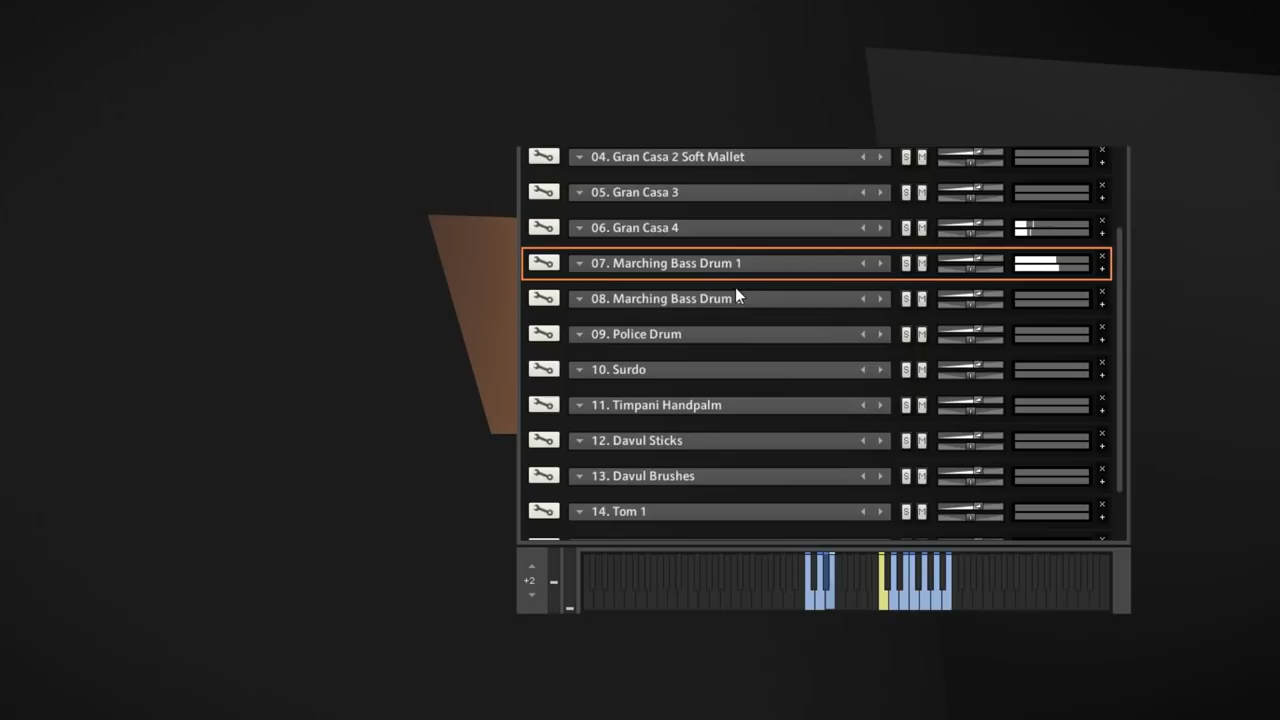 04. Gran Casa 2 Soft Mallet S M
05. Gran Casa 3 S M
06. Gran Casa 4 S M
07. Marching Bass Drum 1 S M
08. Marching Bass Drum S M
09. Police Drum S M
10. Surdo S M
11. Timpani Handpalm S M
12. Davul Sticks S M
13. Davul Brushes S M
14. Tom 1 S M
+2